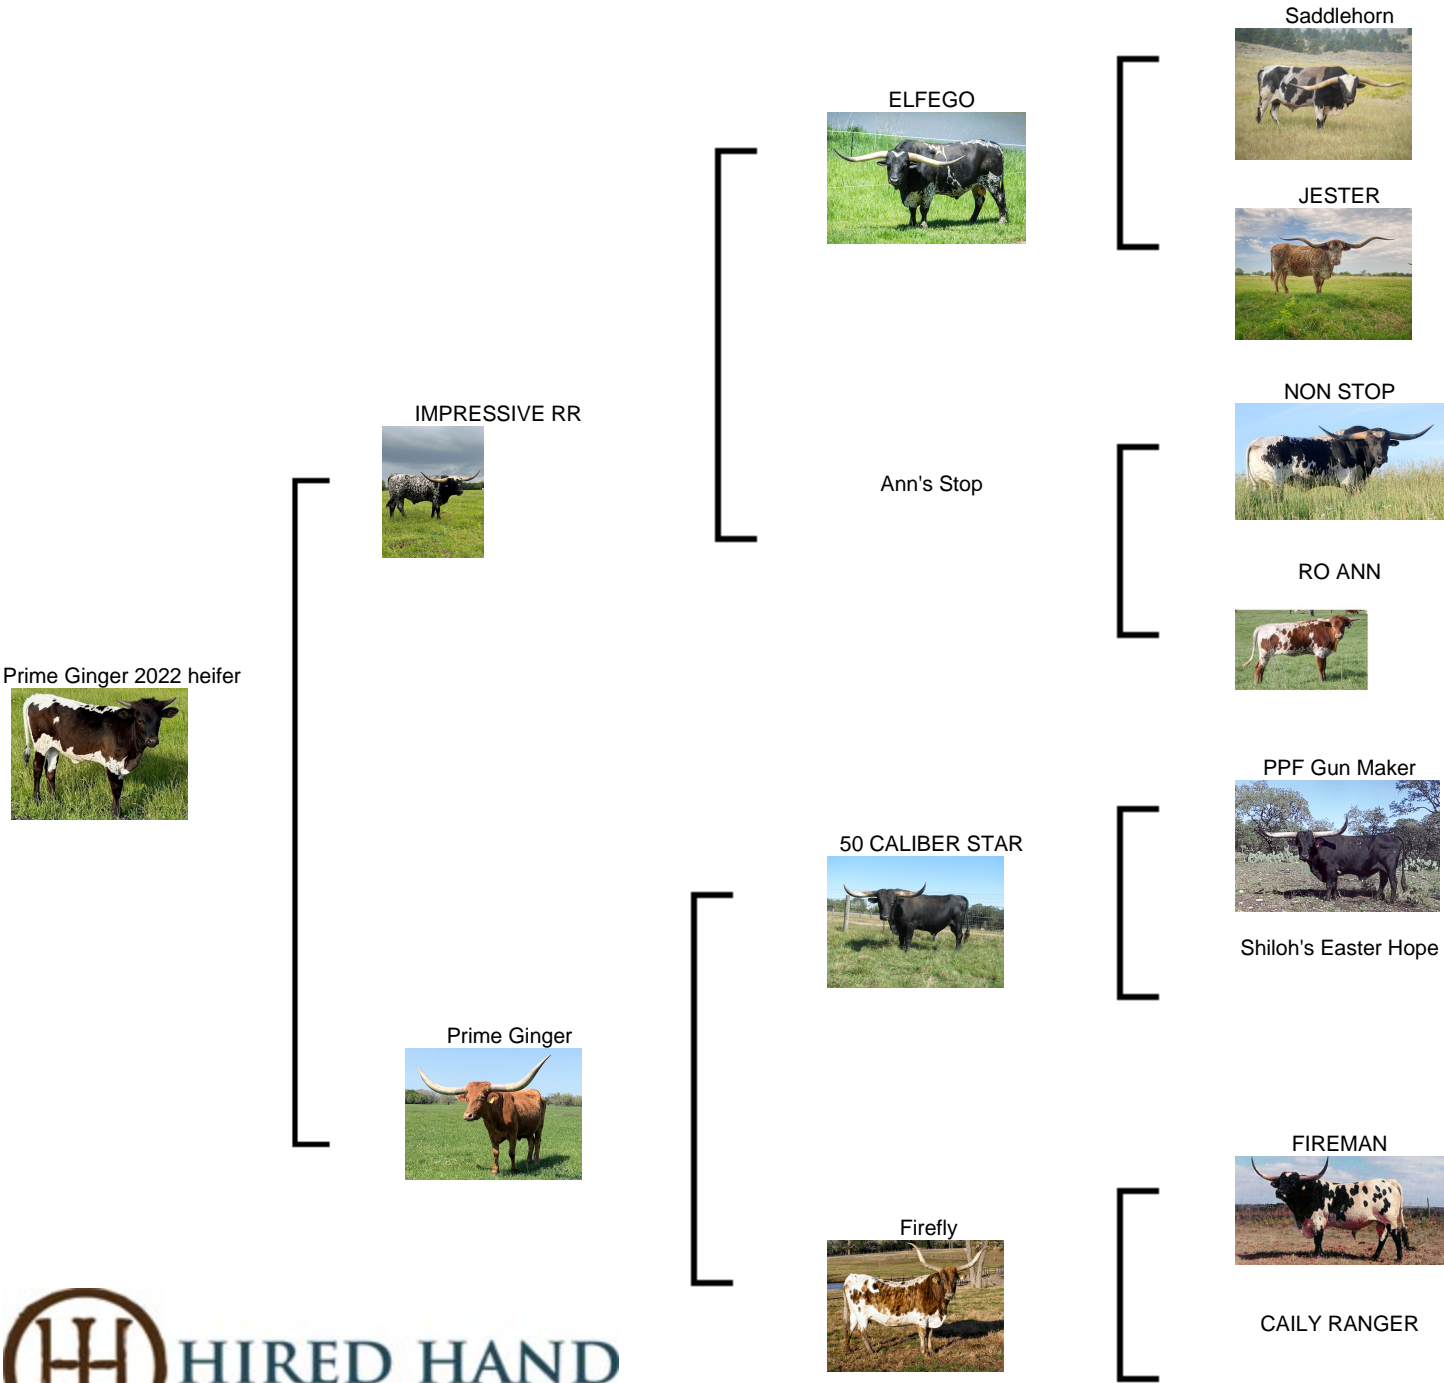 Saddlehorn
ELFEGO
JESTER
NON STOP
IMPRESSIVE RR
Ann's Stop
RO ANN
Prime Ginger 2022 heifer
PPF Gun Maker
50 CALIBER STAR
Shiloh's Easter Hope
Prime Ginger
FIREMAN
Firefly
CAILY RANGER
HIRED HAND